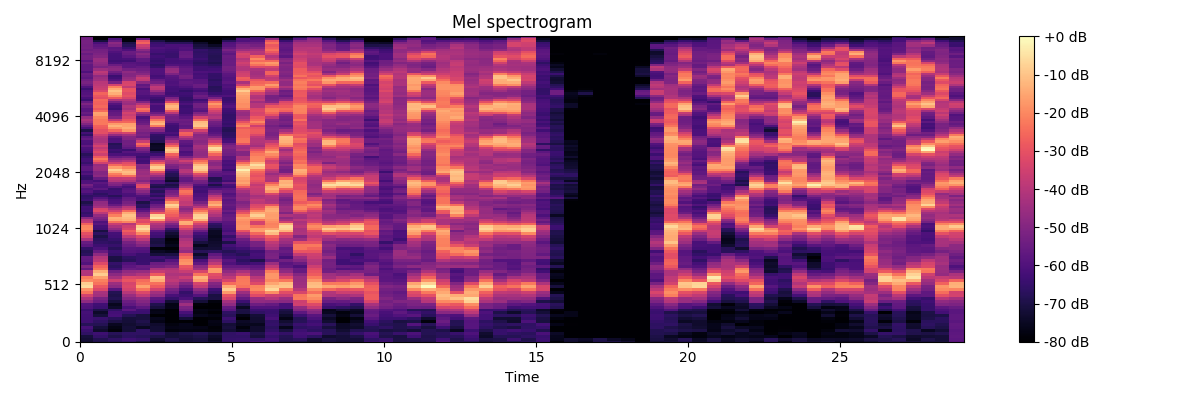 Mel spectrogram
8192
4096
2048
1024
512
0
Hz
0 5 10 15 20 25
Time
+0 dB
-10 dB
-20 dB
-30 dB
-40 dB
-50 dB
-60 dB
-70 dB
-80 dB